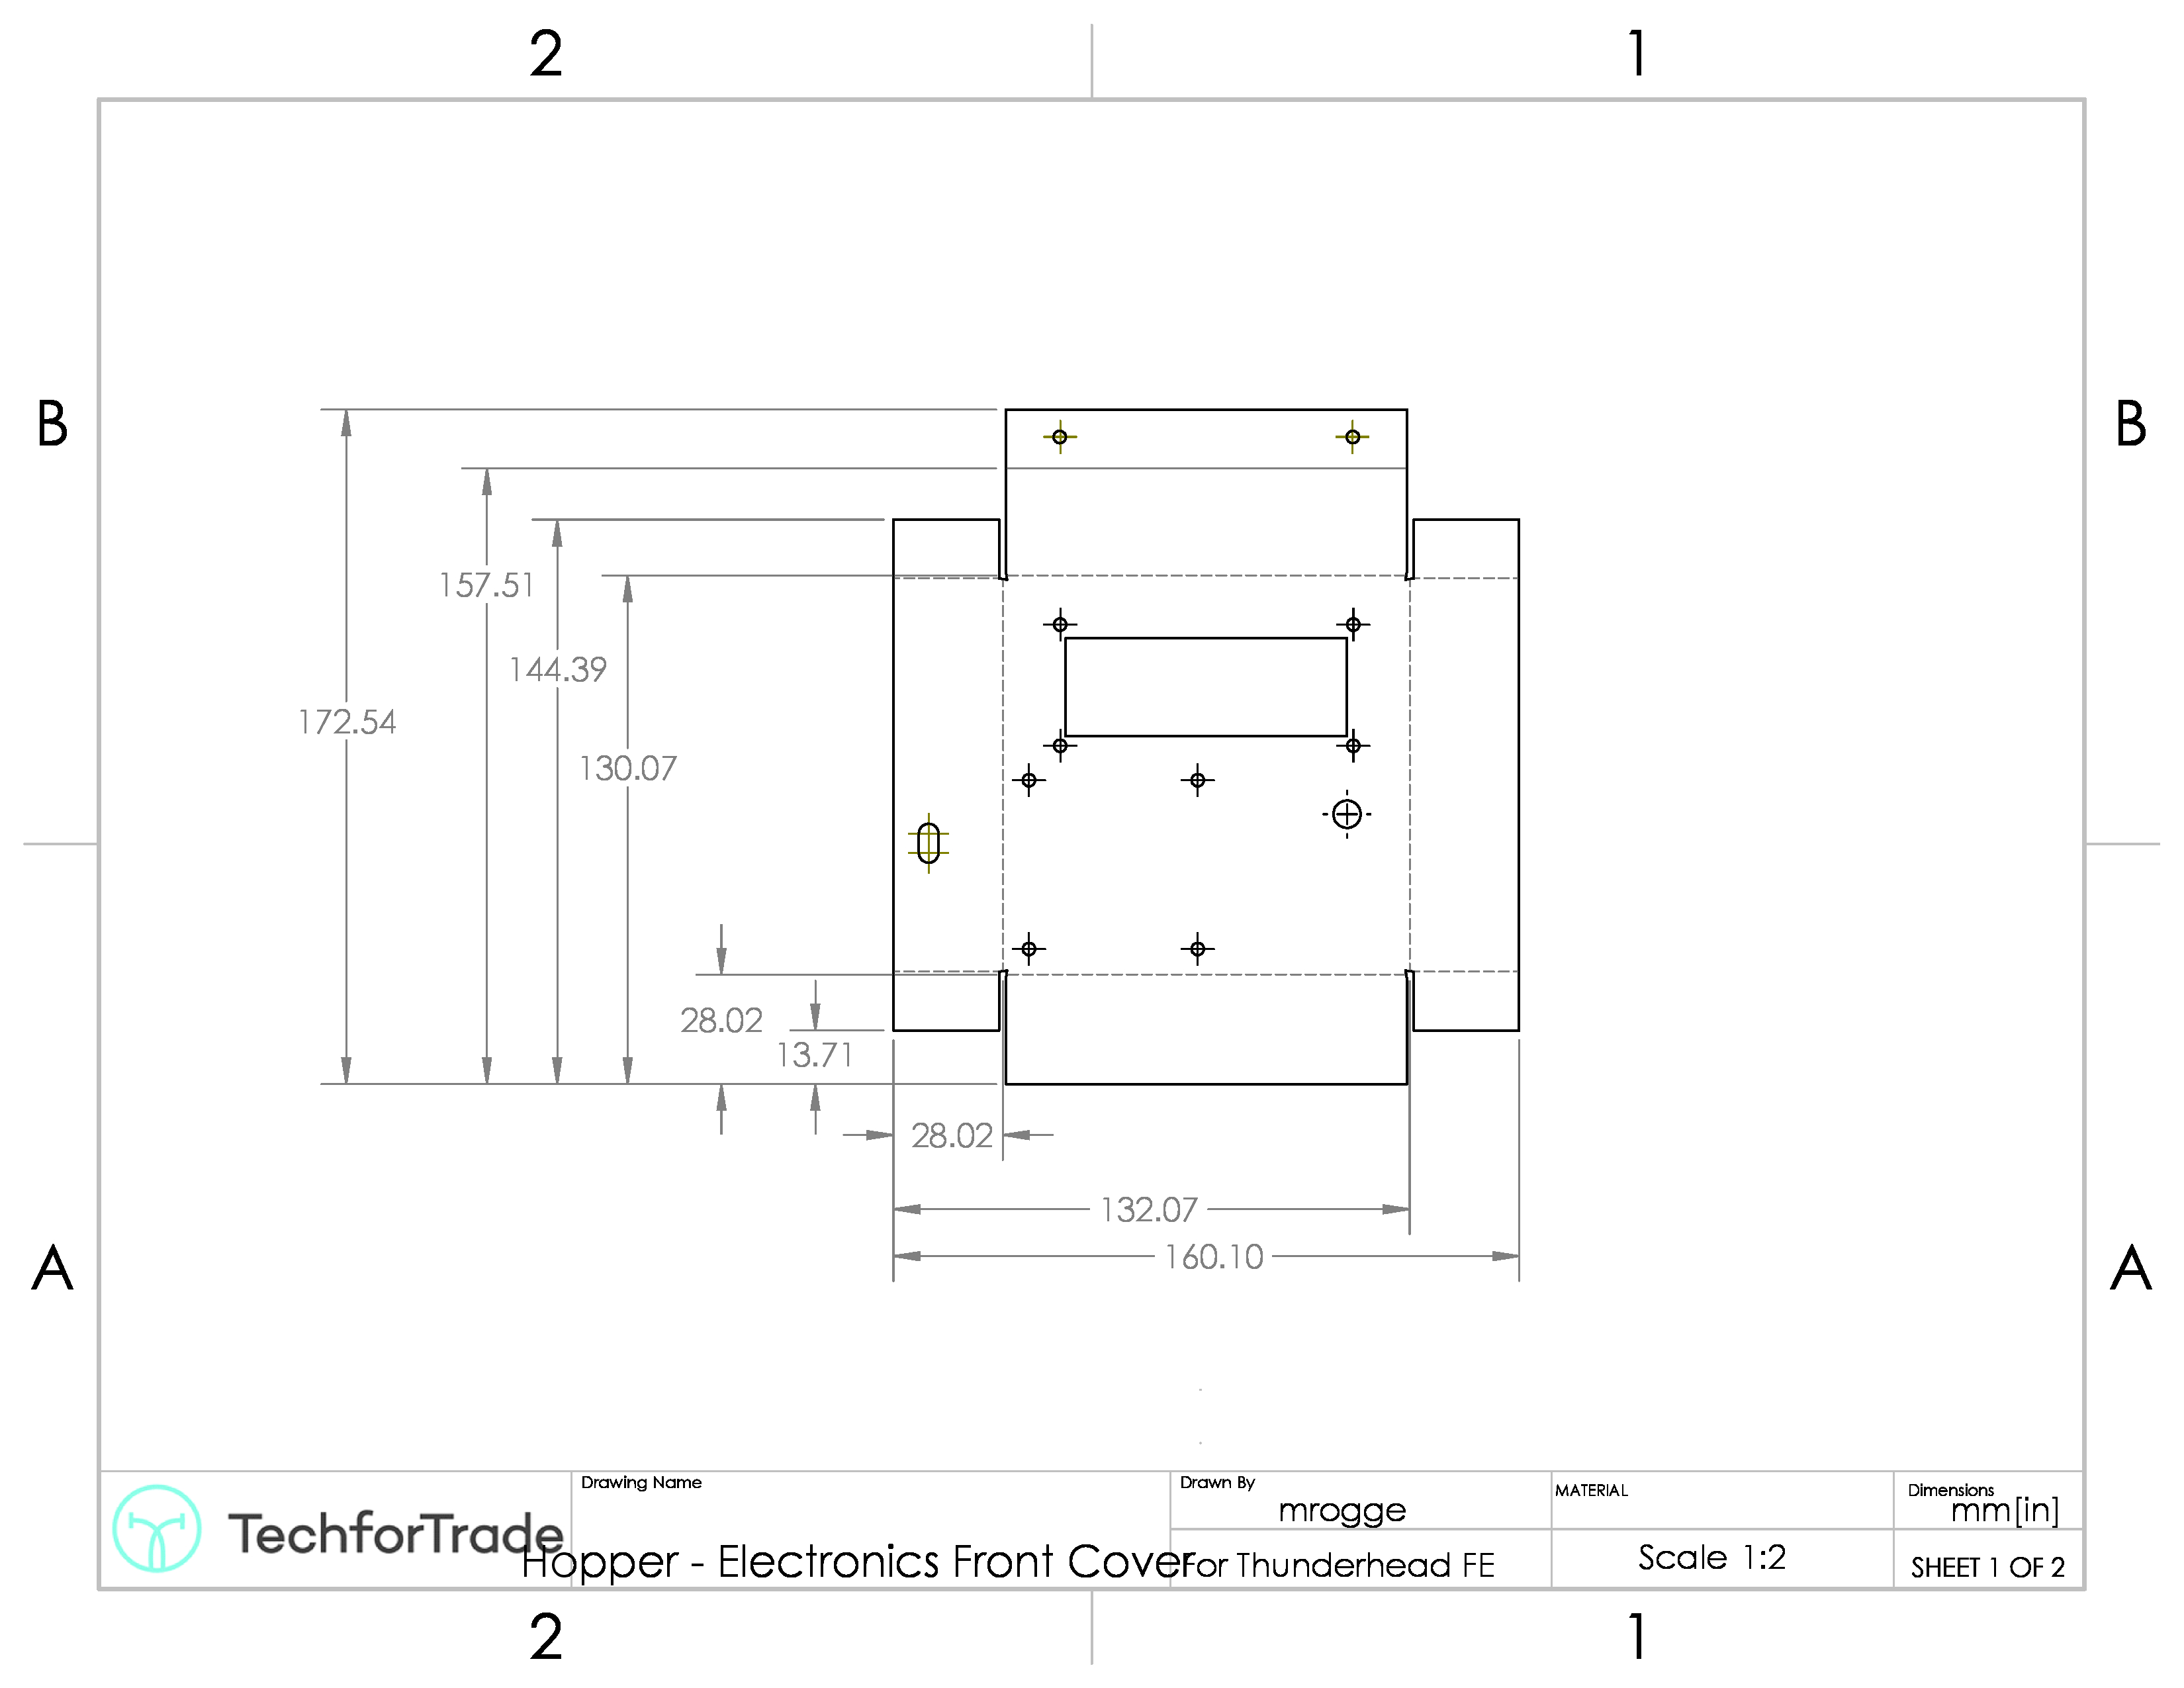 2
1
B
B
157.51
144.39
172.54
130.07
28.02
13.71
28.02
132.07
160.10
A
A
Drawing Name
Drawn By
MATERIAL
Dimensions
mrogge
mm[in]
TechforTrade
Hopper - Electronics Front Cover
For Thunderhead FE
Scale 1:2
SHEET 1 OF 2
2
1